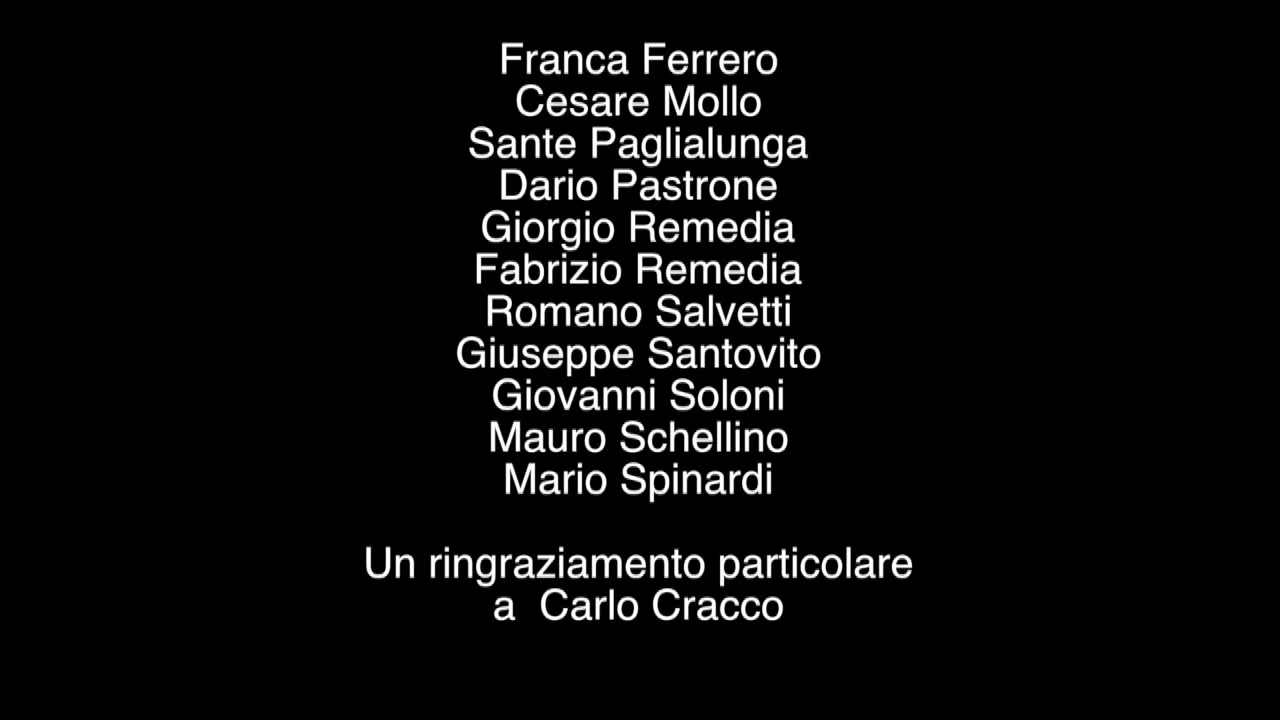 Franca Ferrero
Cesare Mollo
Sante Paglialunga
Dario Pastrone
Giorgio Remedia
Fabrizio Remedia
Romano Salvetti
Giuseppe Santovito
Giovanni Soloni
Mauro Schellino
Mario Spinardi
Un ringraziamento particolare
a  Carlo Cracco